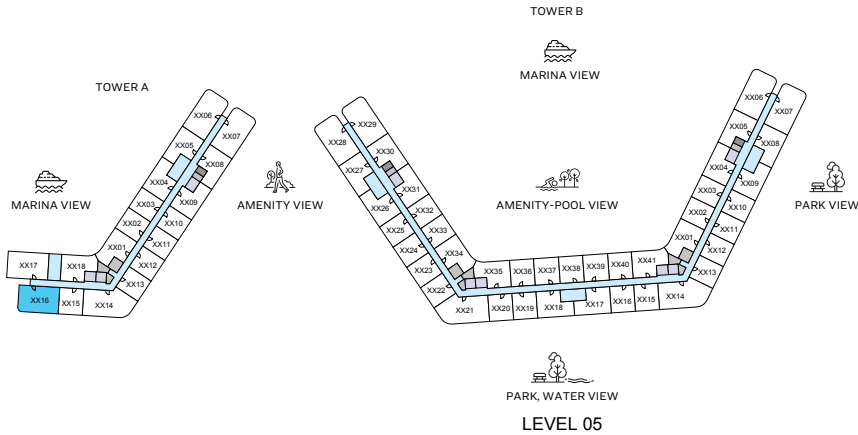 TOWER B
MARINA VIEW
TOWER A
XX06
XX07
XX05
XX08
XX04
XX09
XX03
XX10
XX02
XX11
XX01
XX12
XX13
XX17
XX18
XX16
XX15
XX14
MARINA VIEW
AMENITY VIEW
XX29
XX28
XX30
XX27
XX31
XX26
XX32
XX25
XX33
XX24
XX34
XX23
XX22
XX35
XX36
XX37
XX38
XX39
XX40
XX41
XX21
XX20
XX19
XX18
XX17
XX16
XX15
XX14
AMENITY-POOL VIEW
XX06
XX07
XX05
XX08
XX04
XX09
XX03
XX10
XX02
XX11
XX01
XX12
XX13
PARK VIEW
PARK, WATER VIEW
LEVEL 05